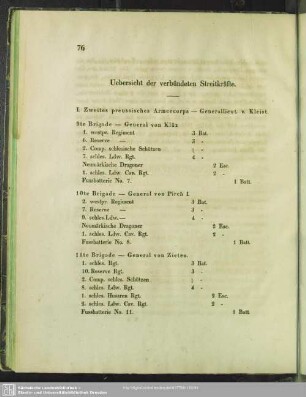 76
Uebersicht der verbündeten Streitkräfte.
I. Zweites preussisches Armeecorps — Generallieut. v. Kleist
9te Brigade — General von Klüx
1. westpr. Regiment 3 Bat.
6. Reserve — 3 -
2. Comp. schlesische Schützen ½ -
7. schles. Ldw. Rgt. 4 -
Neumärkische Dragoner 2 Esc.
1. schles. Ldw. Cav. Rgt. 2 -
Fussbatterie No. 7. 1 Batt.
10te Brigade — General von Pirch I.
2. westpr. Regiment 3 Bat.
7. Reserve — 3 -
9. schles. Ldw. — 4 -
Neumärkische Dragoner 2 Esc.
1. schles. Ldw. Cav. Rgt. 2 -
Fussbatterie No. 8. 1 Batt.
11te Brigade — General von Zieten.
1. schles. Rgt. 3 Bat.
10. Reserve Rgt. 3 -
2. Comp. schles. Schützen ½ -
8. schles. Ldw. Rgt. 4 -
1. schles. Husaren Rgt. 2 Esc.
2. schles. Ldw. Cav. Rgt. 2 -
Fussbatterie No. 11. 1 Batt.